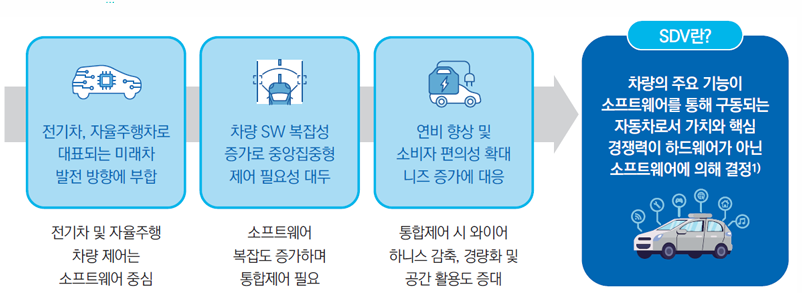 전기차, 자율주행차로
대표되는 미래차
발전 방향에 부합
전기차 및 자율주행
차량 제어는
소프트웨어 중심
차량 SW 복잡성
증가로 중앙집중형
제어 필요성 대두
소프트웨어
복잡도 증가하며
통합제어 필요
연비 향상 및
소비자 편의성 확대
니즈 증가에 대응
통합제어 시 와이어
하니스 감축, 경량화 및
공간 활용도 증대
SDV란?
차량의 주요 기능이
소프트웨어를 통해 구동되는
자동차로서 가치와 핵심
경쟁력이 하드웨어가 아닌
소프트웨어에 의해 결정1)